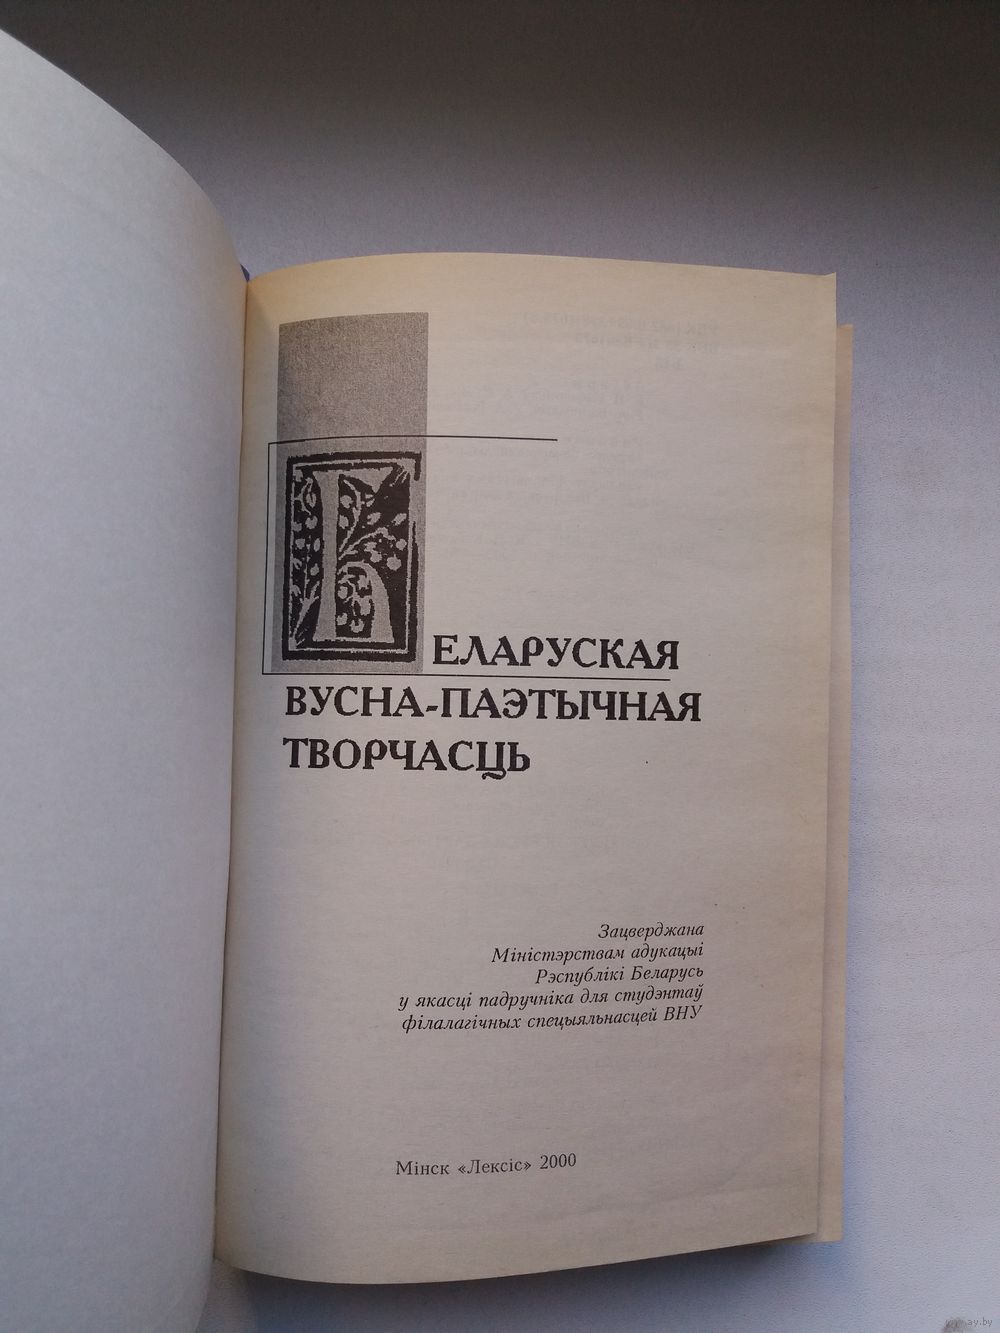 БЕЛАРУСКАЯ
ВУСНА-ПАЭТЫЧНАЯ
ТВОРЧАСЦЬ
Зацверджана
Міністэрствам адукацыі
Рэспублікі Беларусь
у якасці падручніка для студэнтаў
філалагічных спецыяльнасцей ВНУ
Мінск «Лексіс» 2000